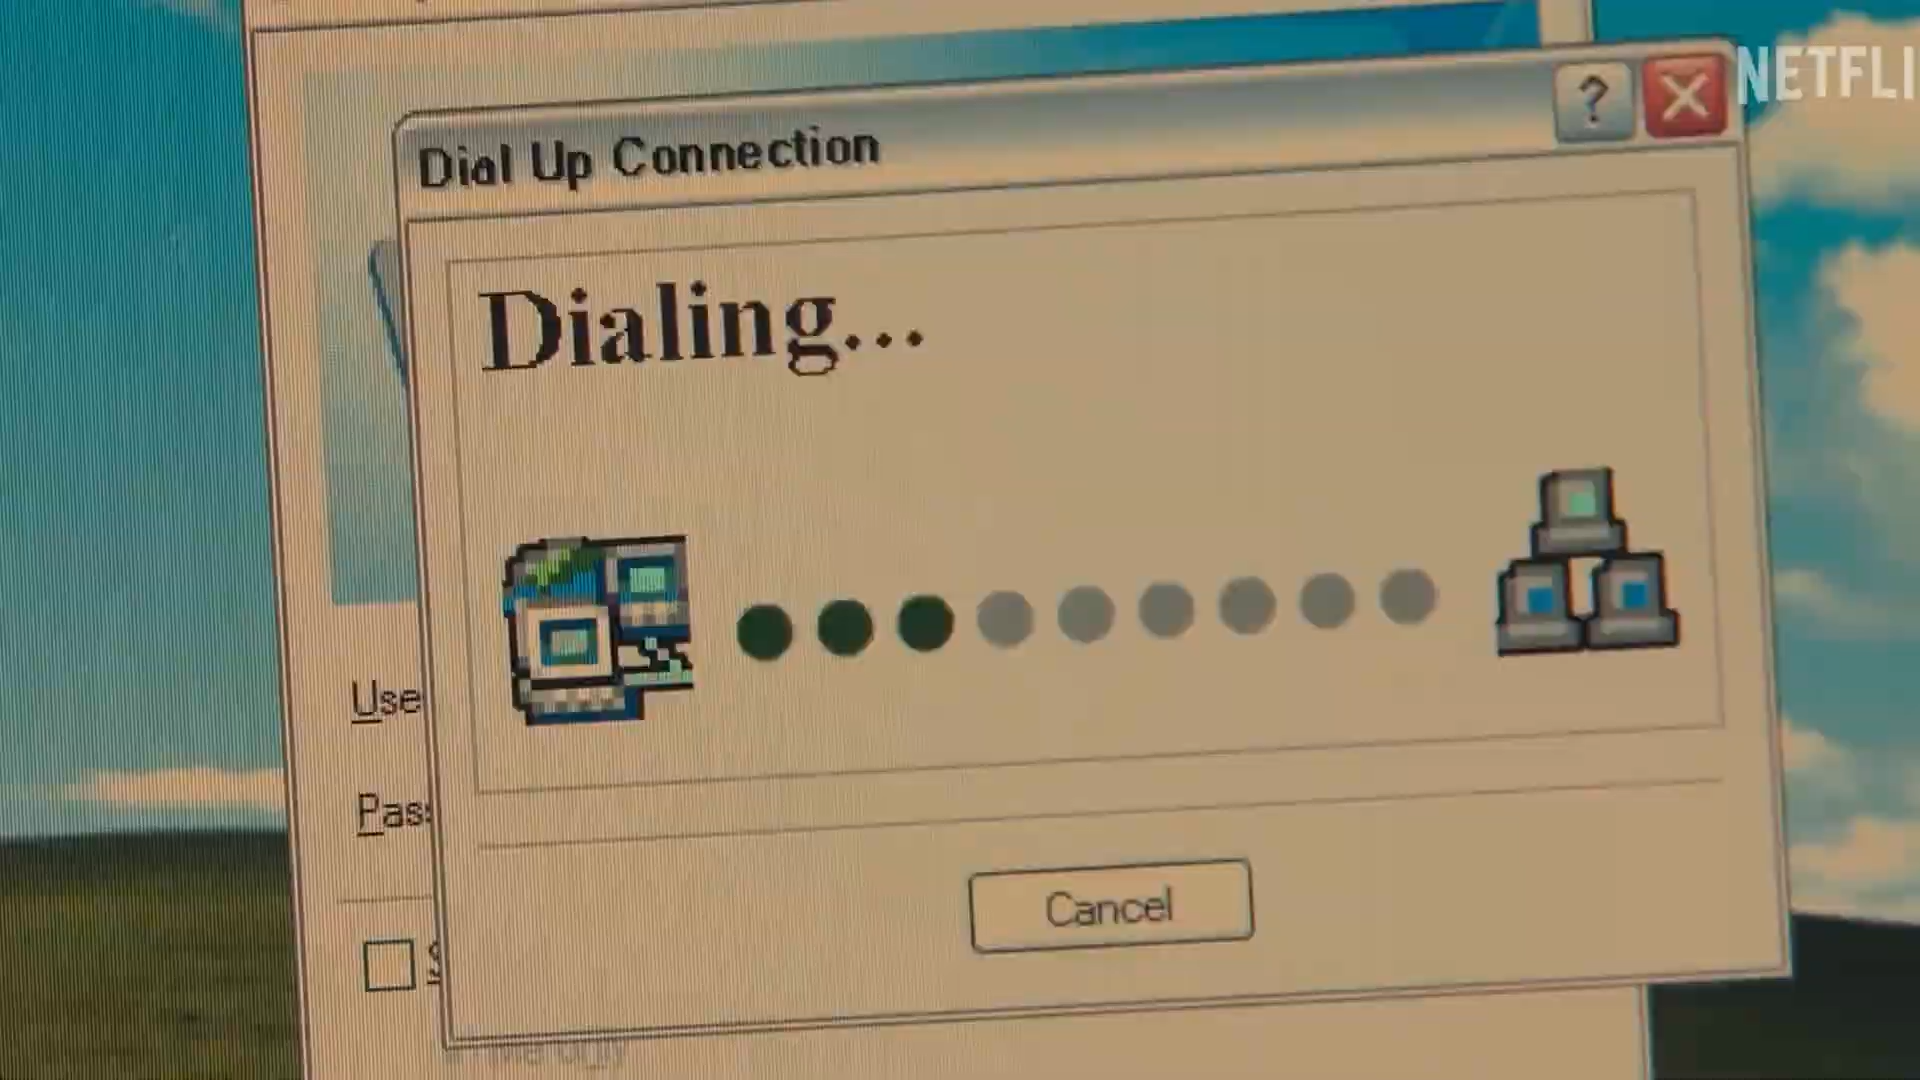 NETFLI
?
Dial Up Connection
Dialing...
Use
Pas
Cancel